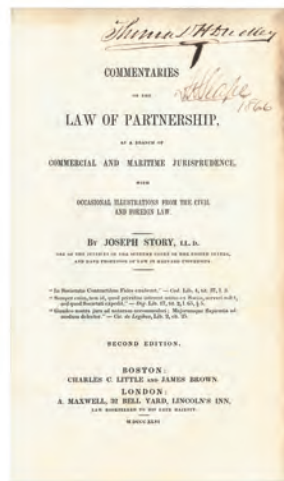 Thomas H Dudley
1866
COMMENTARIES
ON THE
LAW OF PARTNERSHIP,
AS A BRANCH OF
COMMERCIAL AND MARITIME JURISPRUDENCE,
WITH
OCCASIONAL ILLUSTRATIONS FROM THE CIVIL
AND FOREIGN LAW.
BY JOSEPH STORY, LL. D.
ONE OF THE JUSTICES OF THE SUPREME COURT OF THE UNITED STATES,
AND DANE PROFESSOR OF LAW IN HARVARD UNIVERSITY.
SECOND EDITION.
BOSTON:
CHARLES C. LITTLE AND JAMES BROWN.
LONDON:
A. MAXWELL, 32 BELL YARD, LINCOLN'S INN,
LAW BOOKSELLER TO HIS LATE MAJESTY.
M DCCC XLVI.